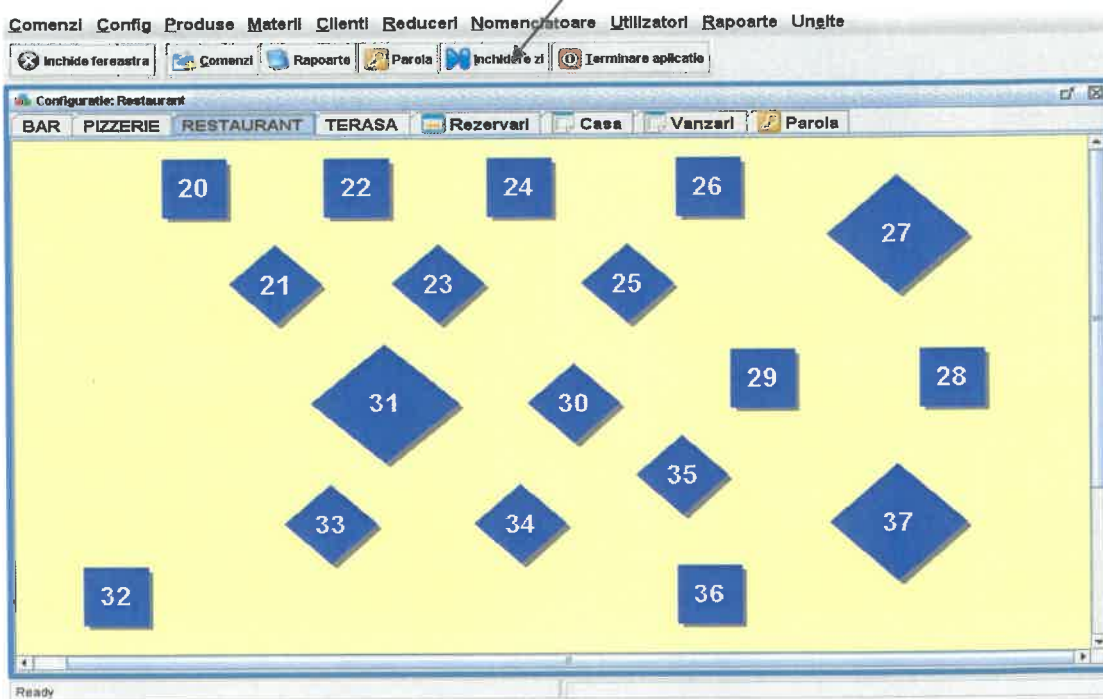 Comenzi Config Produse Materii Clienti Reduceri Nomenclatoare Utilizatori Rapoarte Unelte
Inchide fereastra Comenzi Rapoarte Parola Inchidere zi Terminare aplicatie
Configuratie: Restaurant
BAR PIZZERIE RESTAURANT TERASA Rezervari Casa Vanzari Parola
20 22 24 26
27
21 23 25
31 30 29 28
35
33 34 37
32 36
Ready